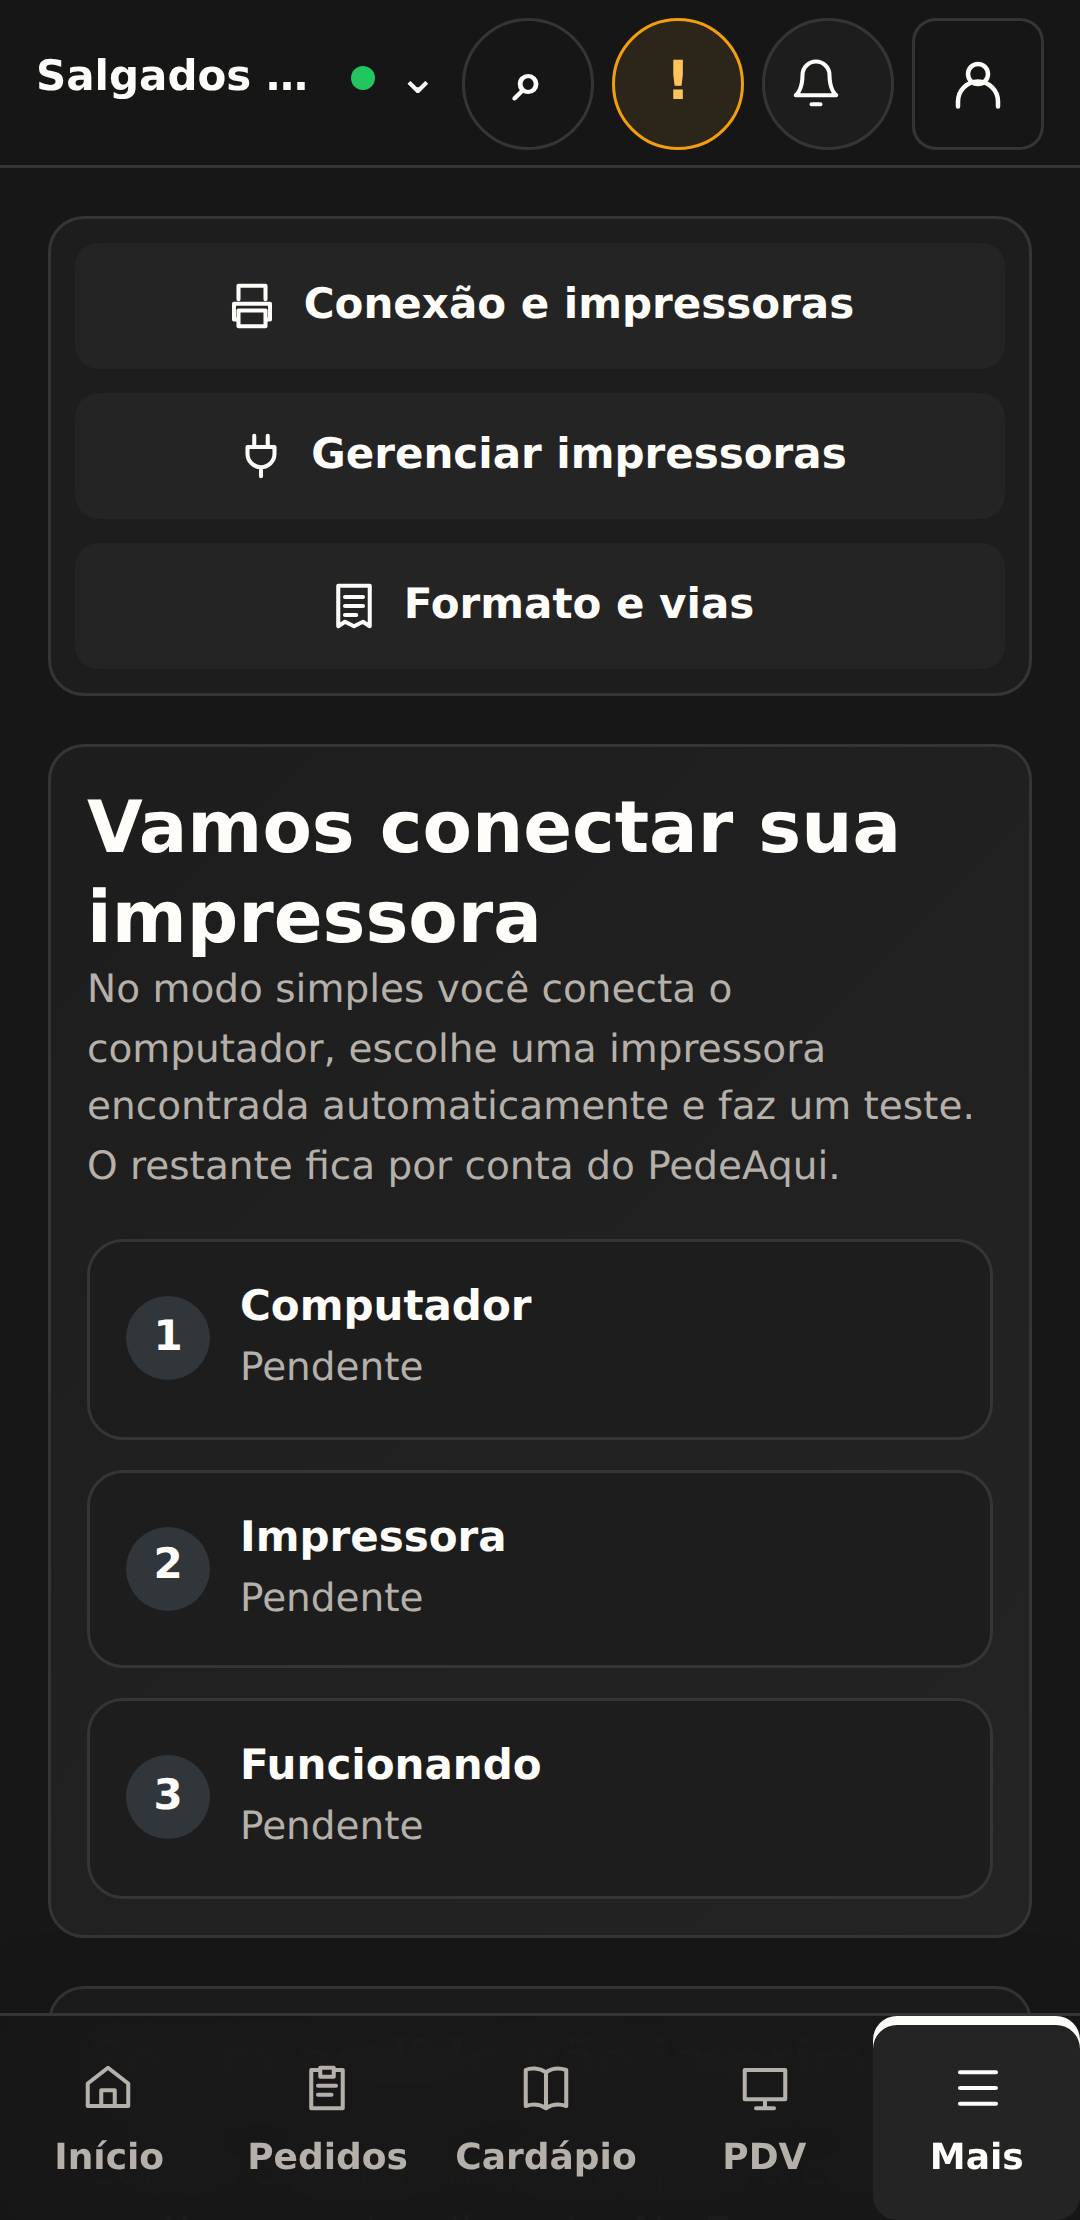 Salgados ...
!
Conexão e impressoras
Gerenciar impressoras
Formato e vias
Vamos conectar sua
impressora
No modo simples você conecta o
computador, escolhe uma impressora
encontrada automaticamente e faz um teste.
O restante fica por conta do PedeAqui.
1
Computador
Pendente
2
Impressora
Pendente
3
Funcionando
Pendente
Início
Pedidos
Cardápio
PDV
Mais